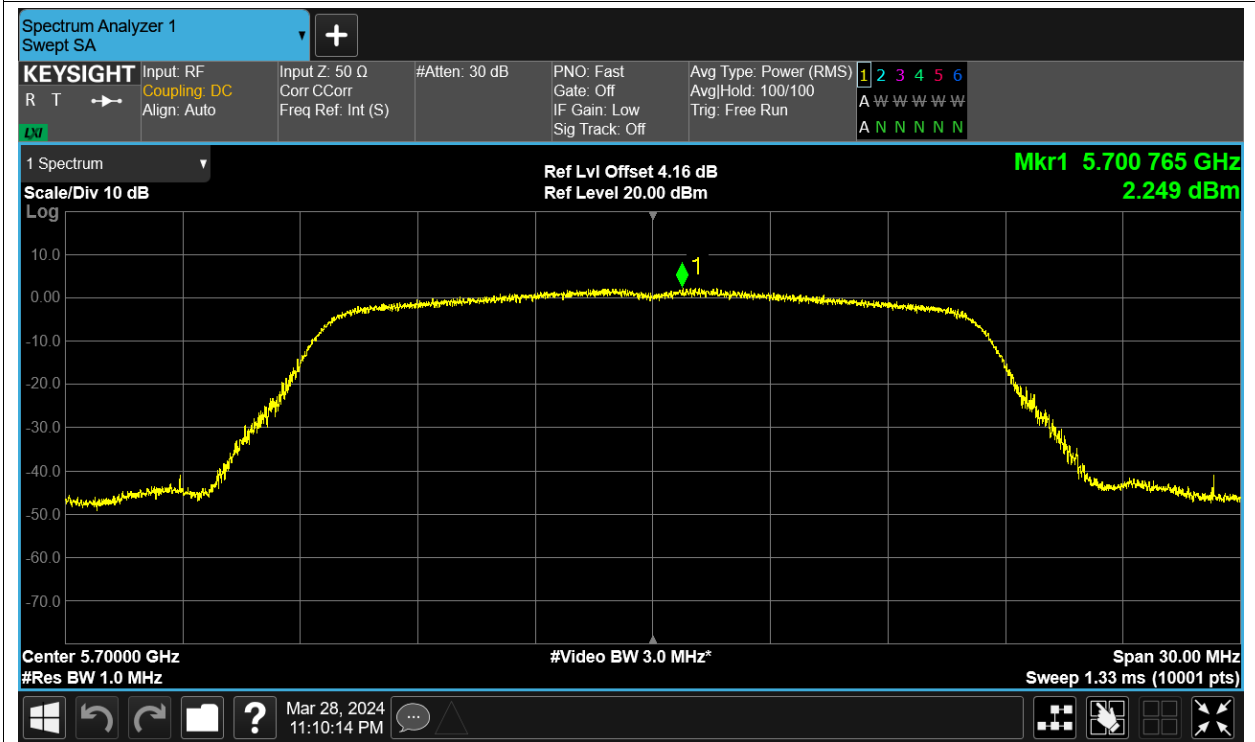 Spectrum Analyzer 1
Swept SA
+
KEYSIGHT
R T
LXI
Input: RF
Coupling: DC
Align: Auto
Input Z: 50 Ω
Corr CCorr
Freq Ref: Int (S)
#Atten: 30 dB
PNO: Fast
Gate: Off
IF Gain: Low
Sig Track: Off
Avg Type: Power (RMS)
Avg|Hold: 100/100
Trig: Free Run
1 2 3 4 5 6
A W W W W W
A N N N N N
1 Spectrum
Scale/Div 10 dB
Log
Ref Lvl Offset 4.16 dB
Ref Level 20.00 dBm
Mkr1 5.700 765 GHz
2.249 dBm
10.0
0.00
-10.0
-20.0
-30.0
-40.0
-50.0
-60.0
-70.0
1
Center 5.70000 GHz
#Res BW 1.0 MHz
#Video BW 3.0 MHz*
Span 30.00 MHz
Sweep 1.33 ms (10001 pts)
?
Mar 28, 2024
11:10:14 PM